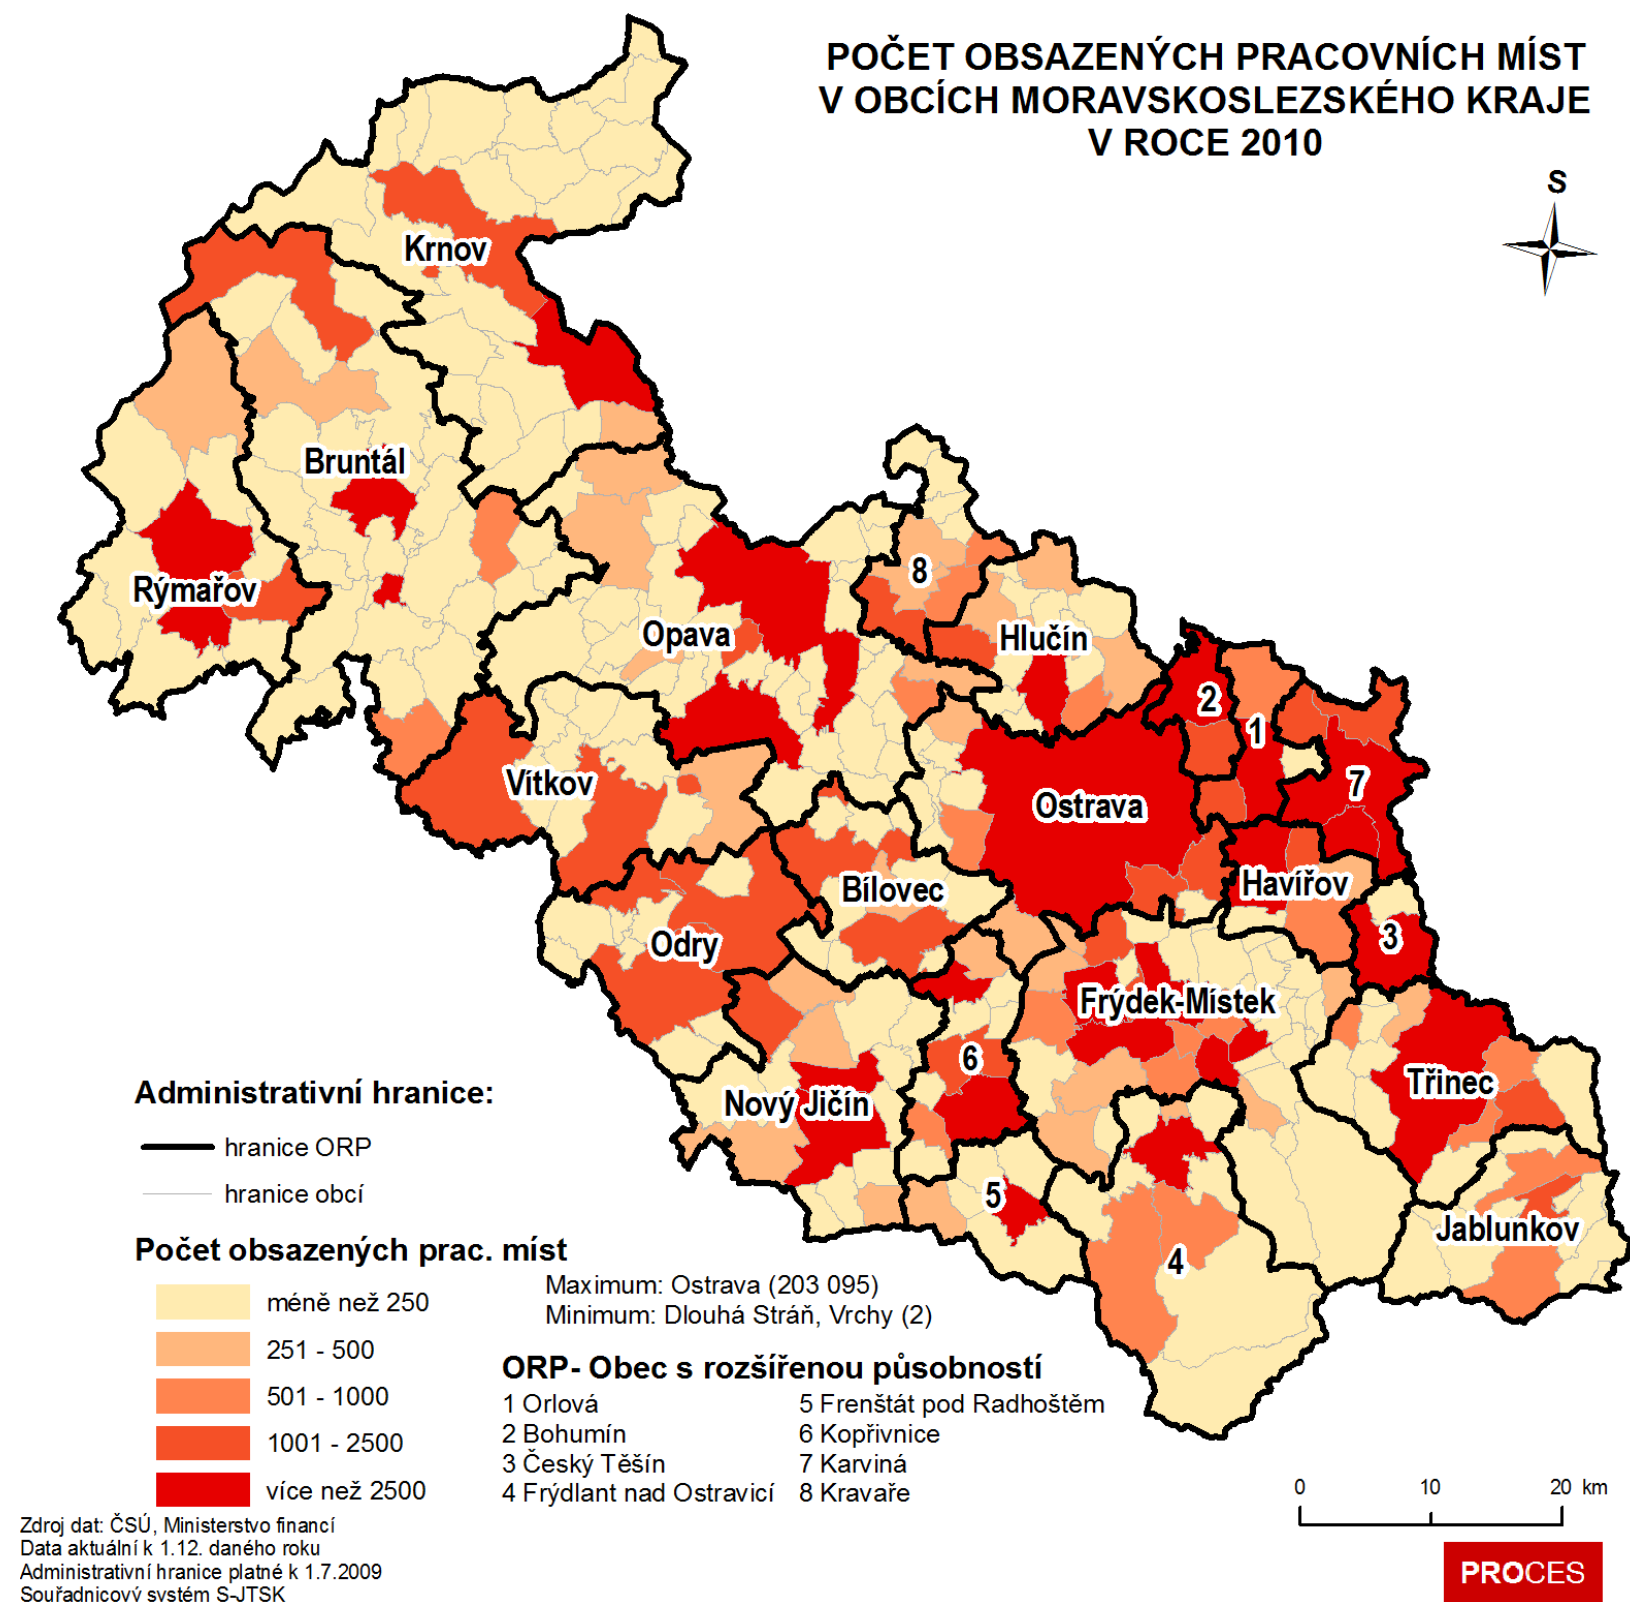 POČET OBSAZENÝCH PRACOVNÍCH MÍST
V OBCÍCH MORAVSKOSLEZSKÉHO KRAJE
V ROCE 2010
S
Krnov
Bruntál
Rýmařov
8
Opava
Hlučín
2
1
7
Vítkov
Ostrava
Bílovec
Havířov
Odry
3
Frýdek-Místek
6
Třinec
Nový Jičín
5
Jablunkov
4
Administrativní hranice:
hranice ORP
hranice obcí
Počet obsazených prac. míst
méně než 250
251 - 500
501 - 1000
1001 - 2500
více než 2500
Maximum: Ostrava (203 095)
Minimum: Dlouhá Stráň, Vrchy (2)
ORP- Obec s rozšířenou působností
1 Orlová
2 Bohumín
3 Český Těšín
4 Frýdlant nad Ostravicí
5 Frenštát pod Radhoštěm
6 Kopřivnice
7 Karviná
8 Kravaře
0 10 20 km
Zdroj dat: ČSÚ, Ministerstvo financí
Data aktuální k 1.12. daného roku
Administrativní hranice platné k 1.7.2009
Souřadnicový systém S-JTSK
PROCES